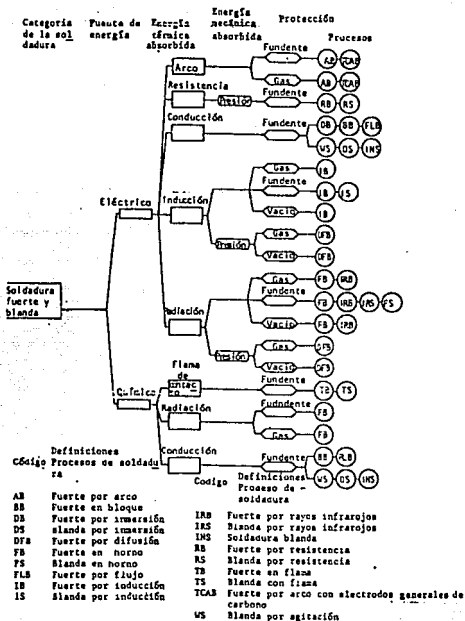 Categoría de la sol dadura
Fuente de energía
Energía térmica absorbida
Energía mecánica absorbida
Protección
Procesos
Arco
Fundente
AB TCAB
Gas
AB TCAB
Resistencia
Presión
Fundente
RB RS
Conducción
Fundente
DB BB FLB
WS DS INS
Eléctrico
Inducción
Gas
IB
Fundente
IB IS
Vacío
IB
Presión
Gas
DFB
Vacío
DFB
Soldadura fuerte y blanda
Radiación
Gas
FB IRB
Fundente
FB IRB IRS FS
Vacío
FB IRB
Presión
Gas
DFB
Vacío
DFB
Químico
Flama de
Fundente
TB TS
Radiación
Fundente
FB
Gas
FB
Conducción
Fundente
BB FLB
WS DS INS
Código Definiciones Procesos de soldadu ra
AB Fuerte por arco
BB Fuerte en bloque
DB Fuerte por inmersión
DS Blanda por inmersión
DFB Fuerte por difusión
FB Fuerte en horno
FS Blanda en horno
FLB Fuerte por flujo
IB Fuerte por inducción
IS Blanda por inducción
Codigo Definiciones Proceso de soldadura
IRB Fuerte por rayos infrarojos
IRS Blanda por rayos infrarojos
INS Soldadura blanda
RB Fuerte por resistencia
RS Blanda por resistencia
TB Fuerte en flama
TS Blanda con flama
TCAB Fuerte por arco con electrodos generales de carbono
WS Blanda por agitación